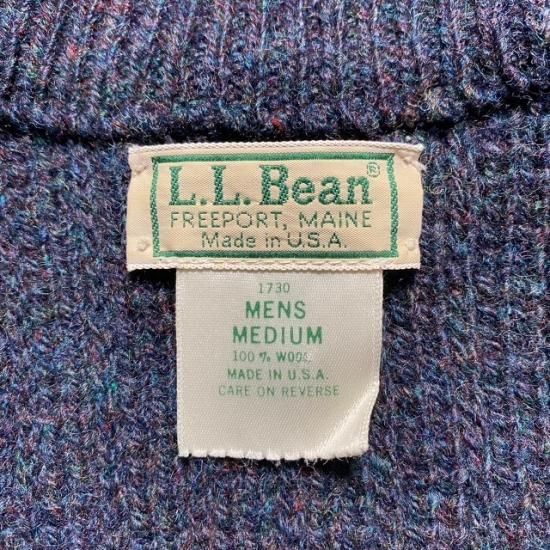 L.L.Bean®
FREEPORT, MAINE
Made in U.S.A.
1730
MENS
MEDIUM
100 % WOOL
MADE IN U.S.A.
CARE ON REVERSE